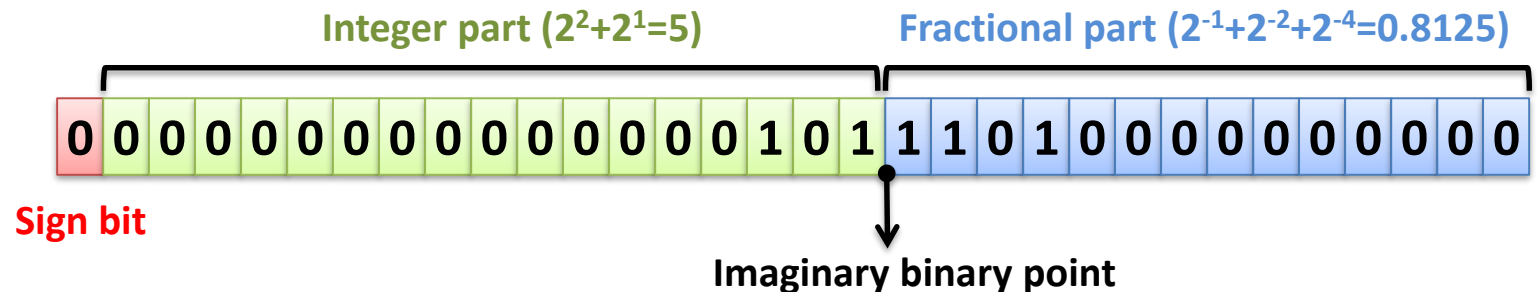 Integer part (2²+2¹=5) Fractional part (2⁻¹+2⁻²+2⁻⁴=0.8125)
0 0 0 0 0 0 0 0 0 0 0 0 0 0 0 1 0 1 1 1 0 1 0 0 0 0 0 0 0 0 0 0
Sign bit
Imaginary binary point